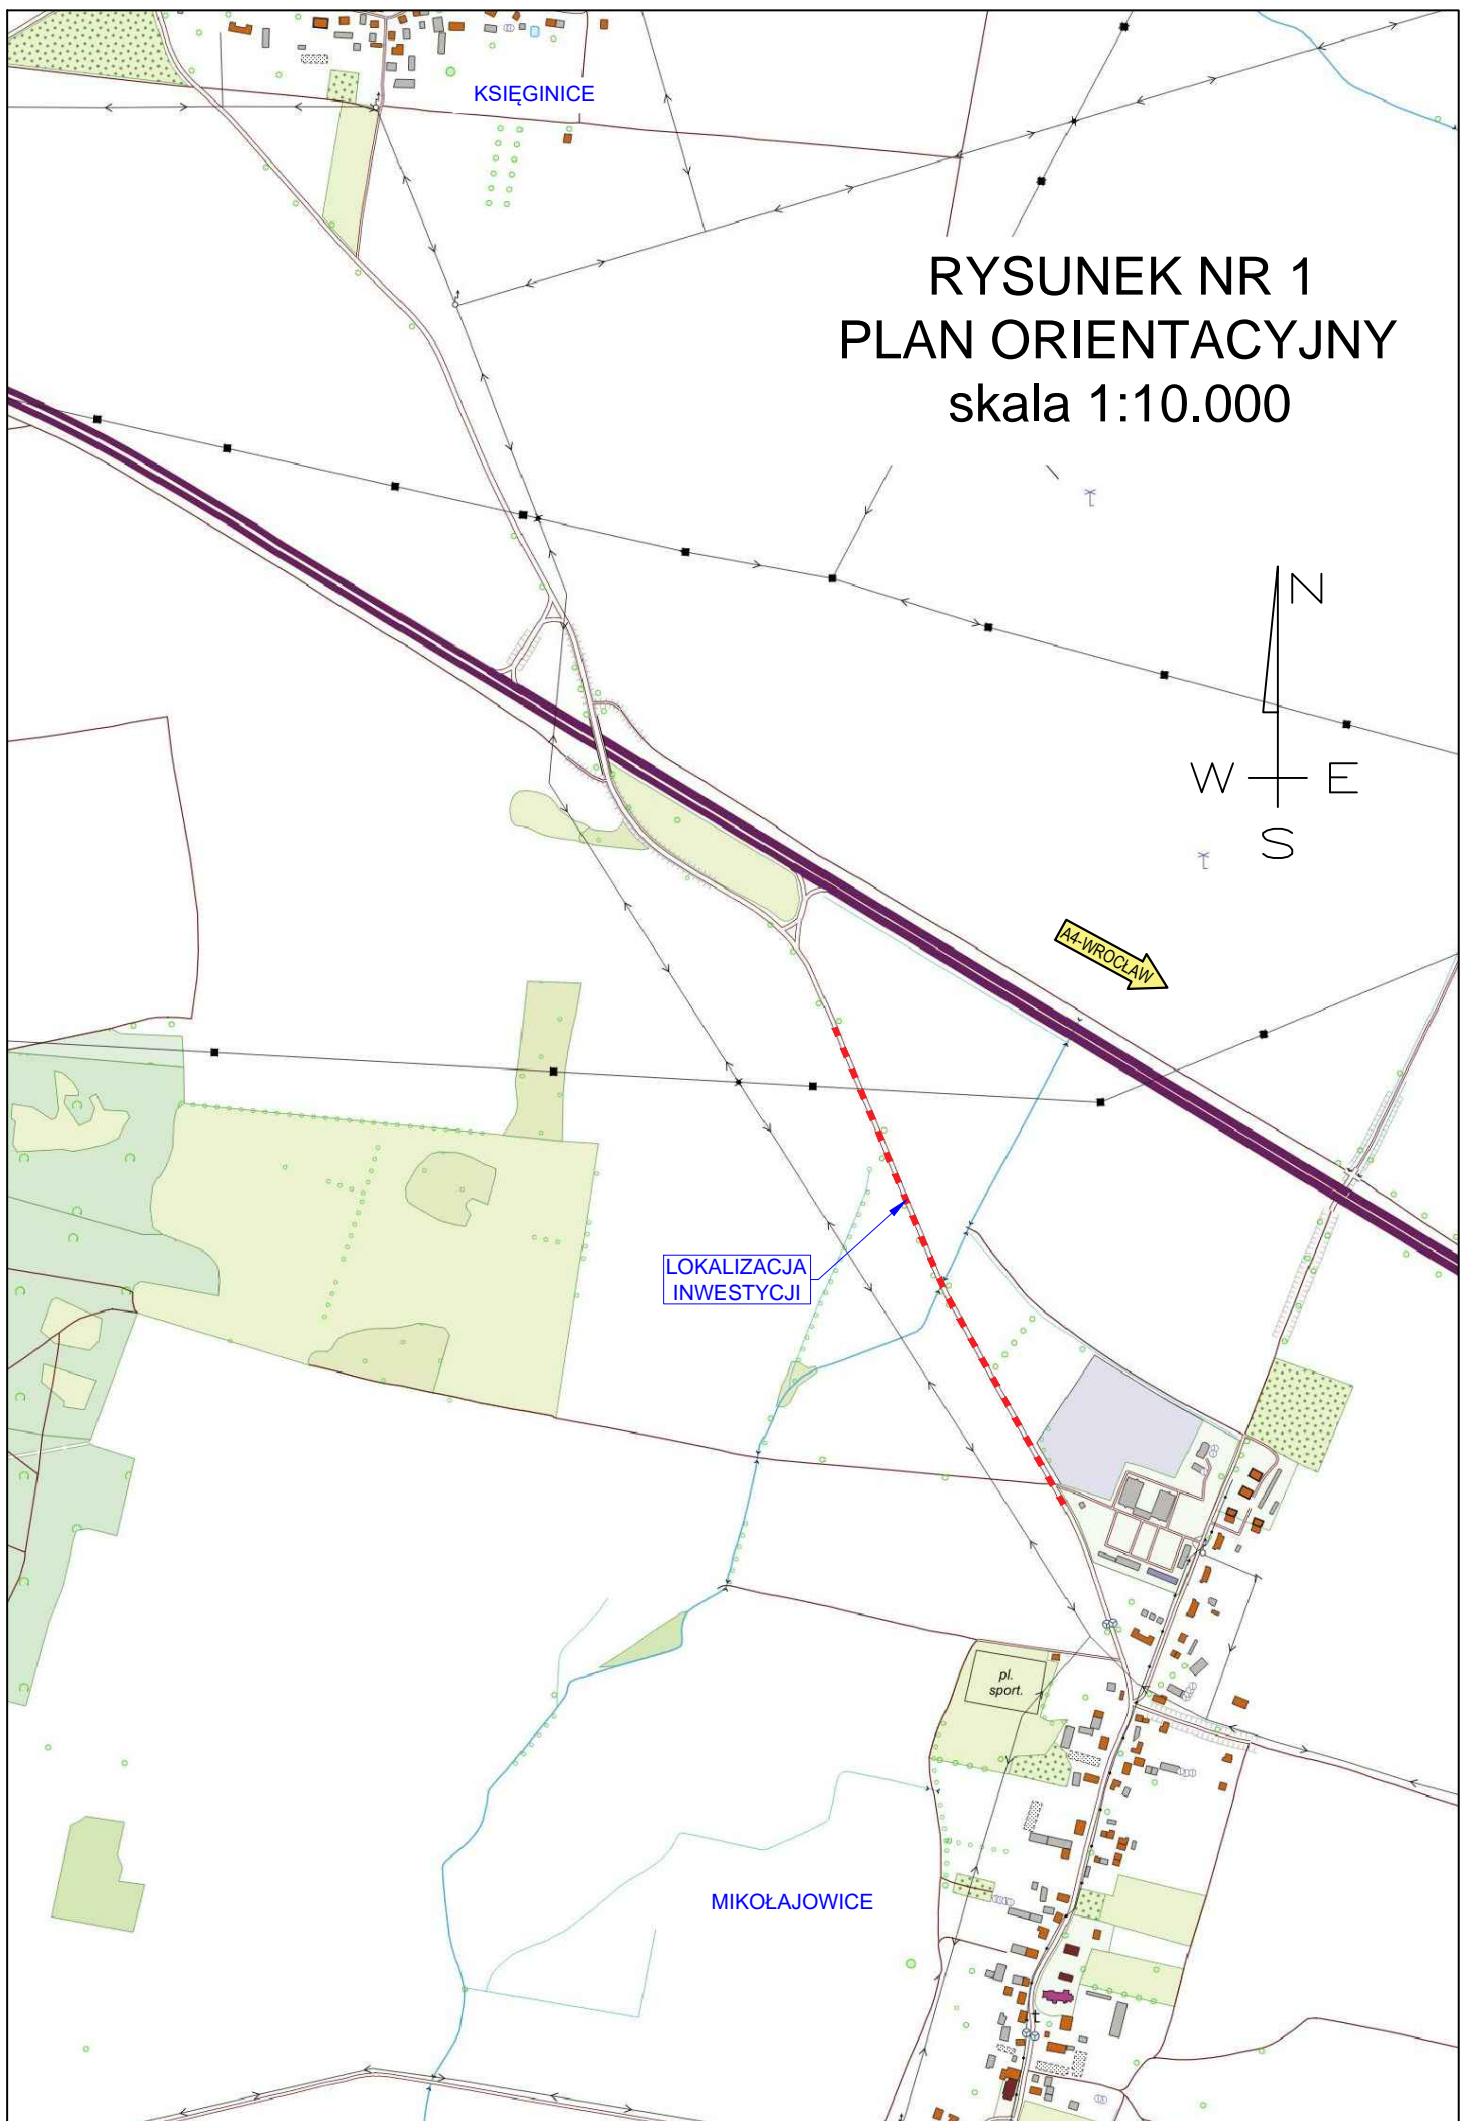 KSIĘGINICE
RYSUNEK NR 1
PLAN ORIENTACYJNY
skala 1:10.000
N
W E
S
A4-WROCŁAW
LOKALIZACJA
INWESTYCJI
pl.
sport.
MIKOŁAJOWICE